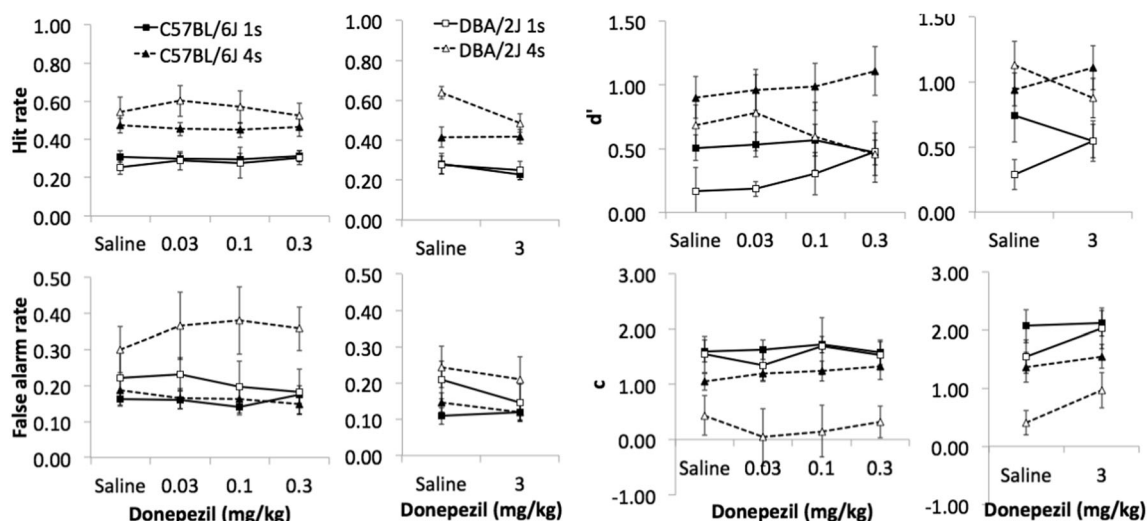 C57BL/6J 1s
C57BL/6J 4s
DBA/2J 1s
DBA/2J 4s
Hit rate
1.00
0.80
0.60
0.40
0.20
0.00
Saline 0.03 0.1 0.3
1.00
0.80
0.60
0.40
0.20
0.00
Saline 3
d'
1.50
1.00
0.50
0.00
Saline 0.03 0.1 0.3
1.50
1.00
0.50
0.00
Saline 3
False alarm rate
0.50
0.40
0.30
0.20
0.10
0.00
Saline 0.03 0.1 0.3
Donepezil (mg/kg)
0.50
0.40
0.30
0.20
0.10
0.00
Saline 3
Donepezil (mg/kg)
c
3.00
2.00
1.00
0.00
-1.00
Saline 0.03 0.1 0.3
Donepezil (mg/kg)
3.00
2.00
1.00
0.00
-1.00
Saline 3
Donepezil (mg/kg)